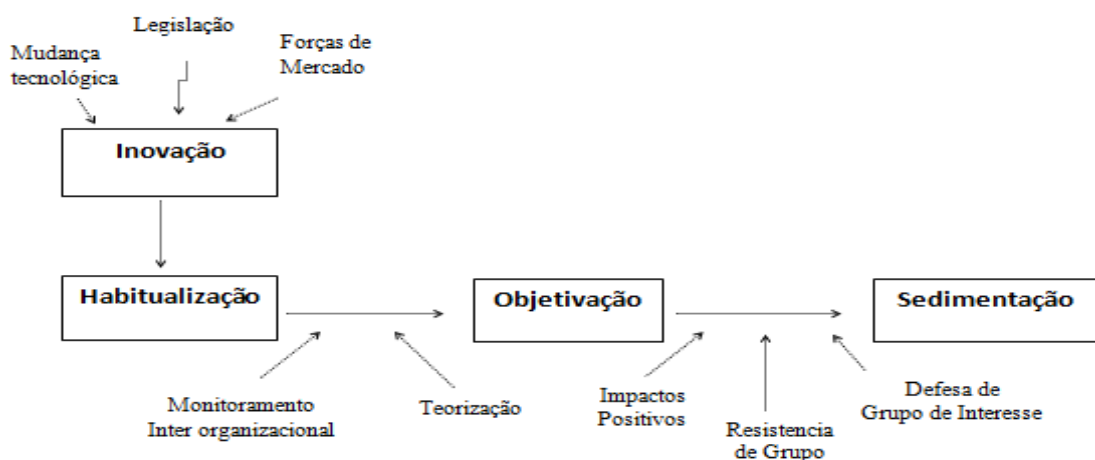 Legislação
Mudança
tecnológica
Forças de
Mercado
Inovação
Habitualização
Objetivação
Sedimentação
Monitoramento
Inter organizacional
Teorização
Impactos
Positivos
Resistencia
de Grupo
Defesa de
Grupo de Interesse